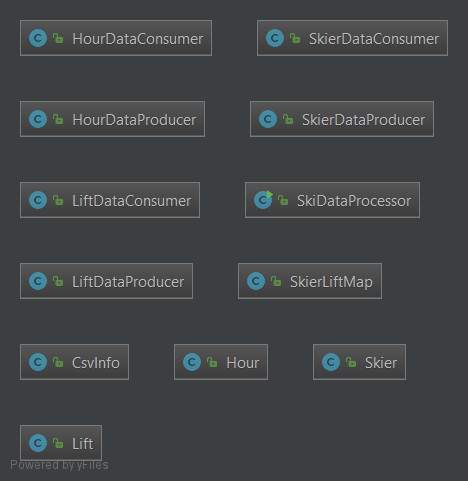 HourDataConsumer
SkierDataConsumer
HourDataProducer
SkierDataProducer
LiftDataConsumer
SkiDataProcessor
LiftDataProducer
SkierLiftMap
CsvInfo
Hour
Skier
Lift
Powered by yFiles